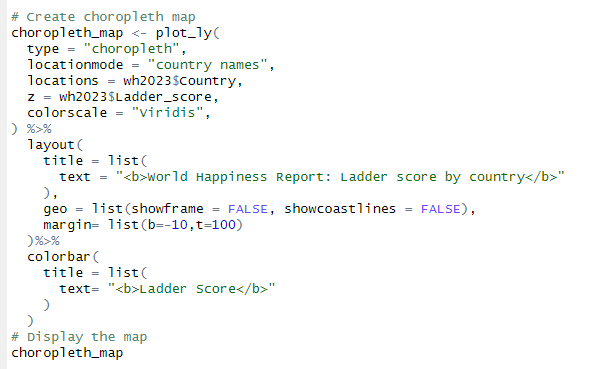 # Create choropleth map
choropleth_map <- plot_ly(
  type = "choropleth",
  locationmode = "country names",
  locations = wh2023$Country,
  z = wh2023$Ladder_score,
  colorscale = "Viridis",
) %>%
  layout(
    title = list(
      text = "<b>World Happiness Report: Ladder score by country</b>"
    ),
    geo = list(showframe = FALSE, showcoastlines = FALSE),
    margin= list(b=-10,t=100)
  )%>%
  colorbar(
    title = list(
      text= "<b>Ladder Score</b>"
    )
  )
# Display the map
choropleth_map